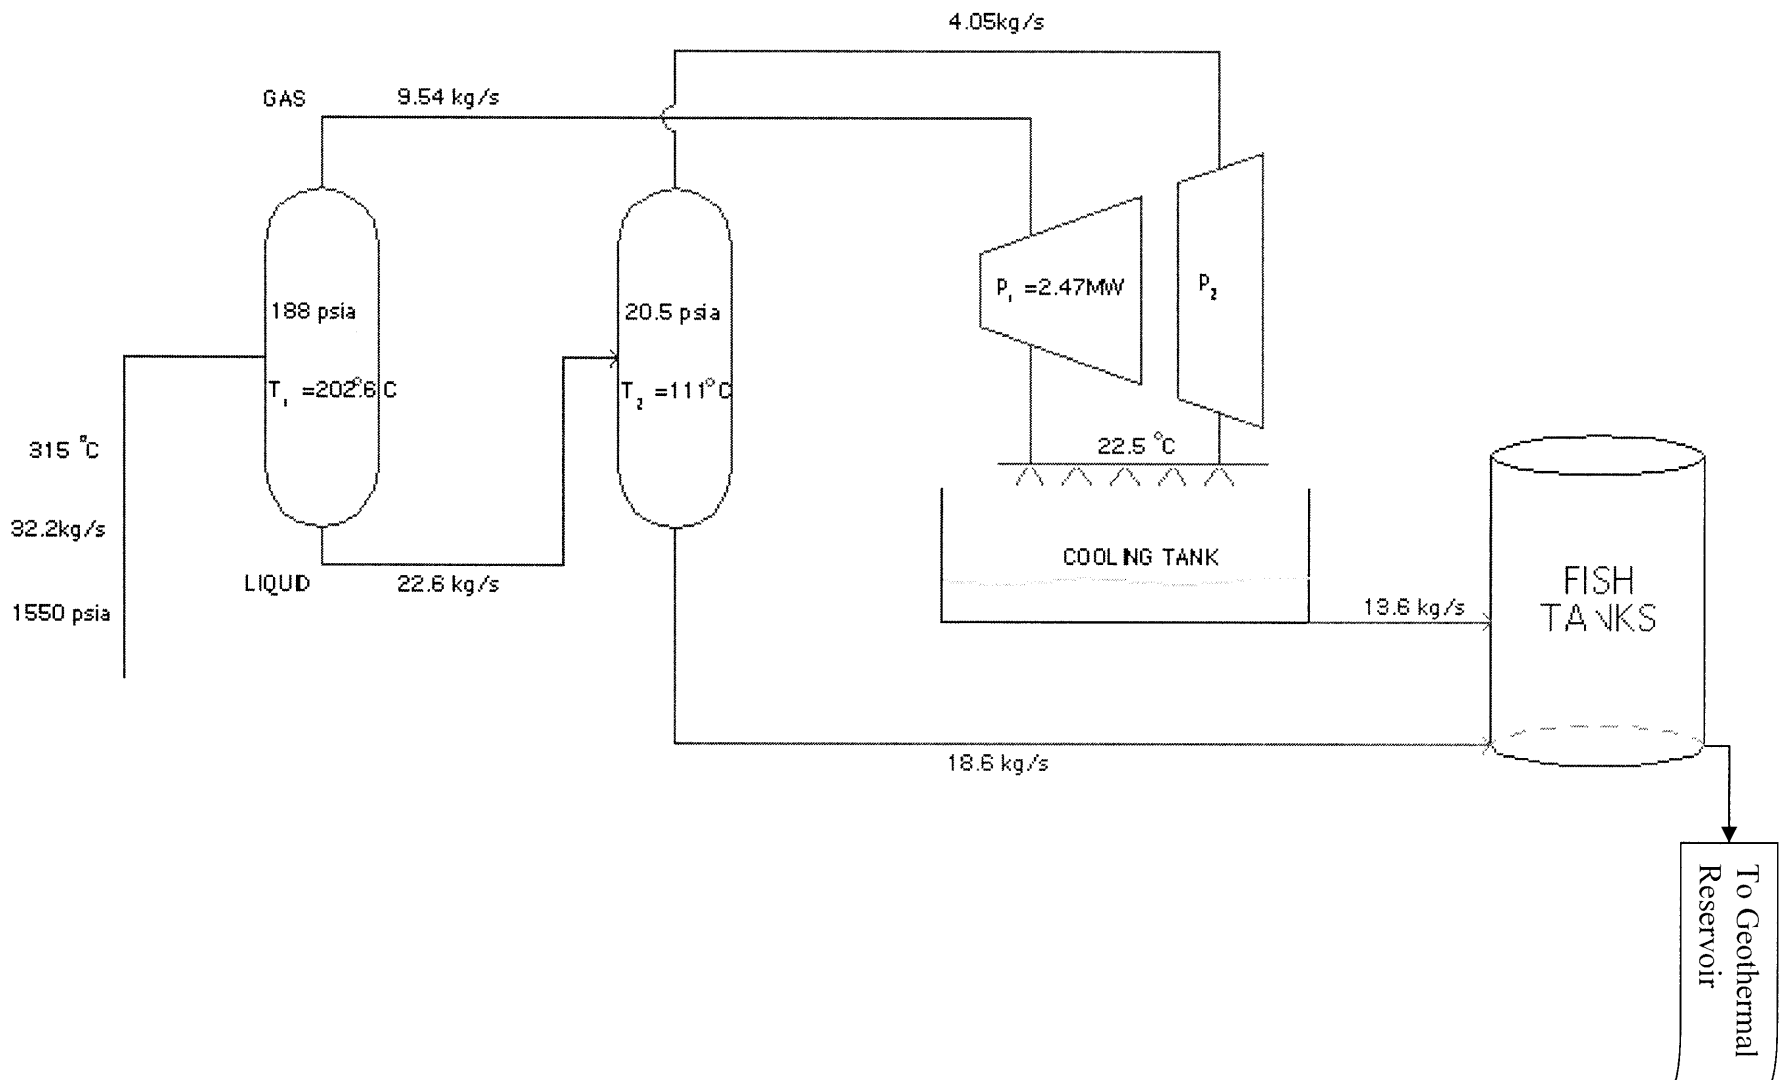 4.05kg/s
GAS
9.54 kg/s
188 psia
T₁ =202.6°C
20.5 psia
T₂ =111°C
P₁ =2.47MW
P₂
315 °C
32.2kg/s
1550 psia
LIQUID
22.6 kg/s
22.5 °C
COOLING TANK
13.6 kg/s
FISH
TANKS
18.6 kg/s
To Geothermal
Reservoir